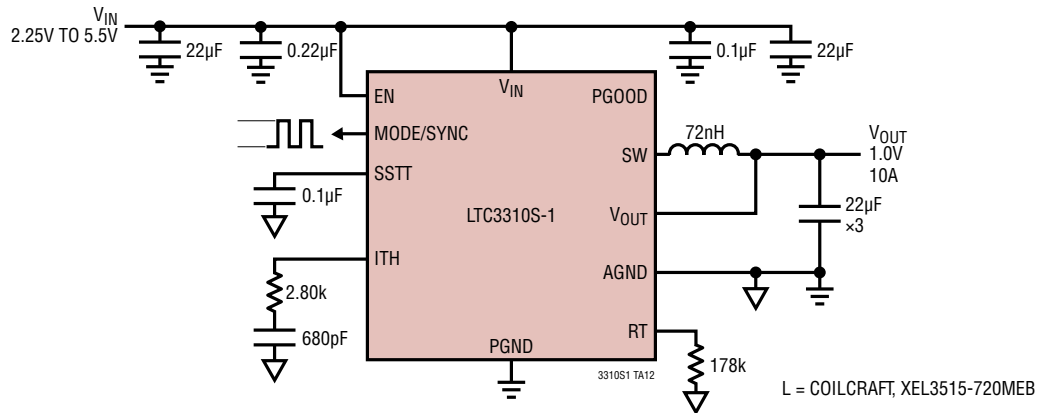 VIN
2.25V TO 5.5V
22µF
0.22µF
0.1µF
22µF
EN
VIN
PGOOD
MODE/SYNC
72nH
SW
VOUT
1.0V
10A
SSTT
0.1µF
LTC3310S-1
VOUT
22µF
×3
ITH
AGND
2.80k
680pF
RT
PGND
178k
3310S1 TA12
L = COILCRAFT, XEL3515-720MEB